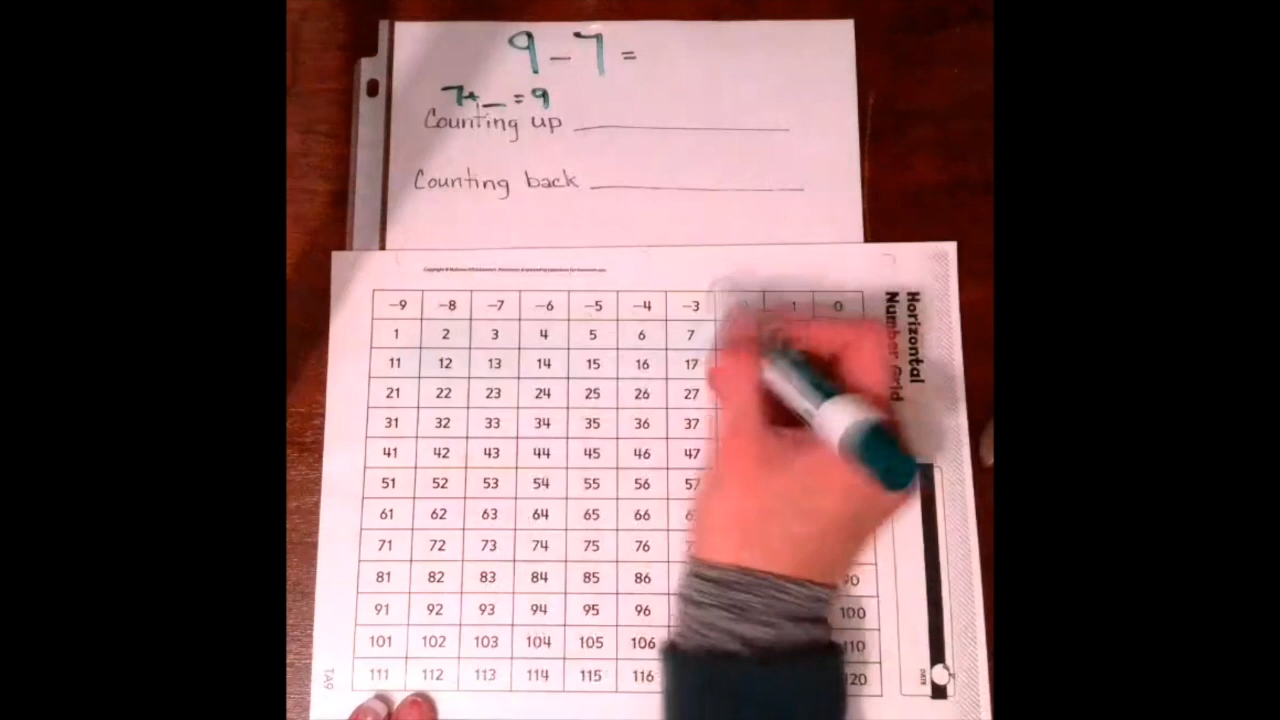 9 - 7 =
7 + _ = 9
Counting up
Counting back
-9 -8 -7 -6 -5 -4 -3 1 0
1 2 3 4 5 6 7
11 12 13 14 15 16 17
21 22 23 24 25 26 27
31 32 33 34 35 36 37
41 42 43 44 45 46 47
51 52 53 54 55 56 57
61 62 63 64 65 66
71 72 73 74 75 76
81 82 83 84 85 86 90
91 92 93 94 95 96 100
101 102 103 104 105 106 110
111 112 113 114 115 116 120
Horizontal
Number Grid
DATE
TA9